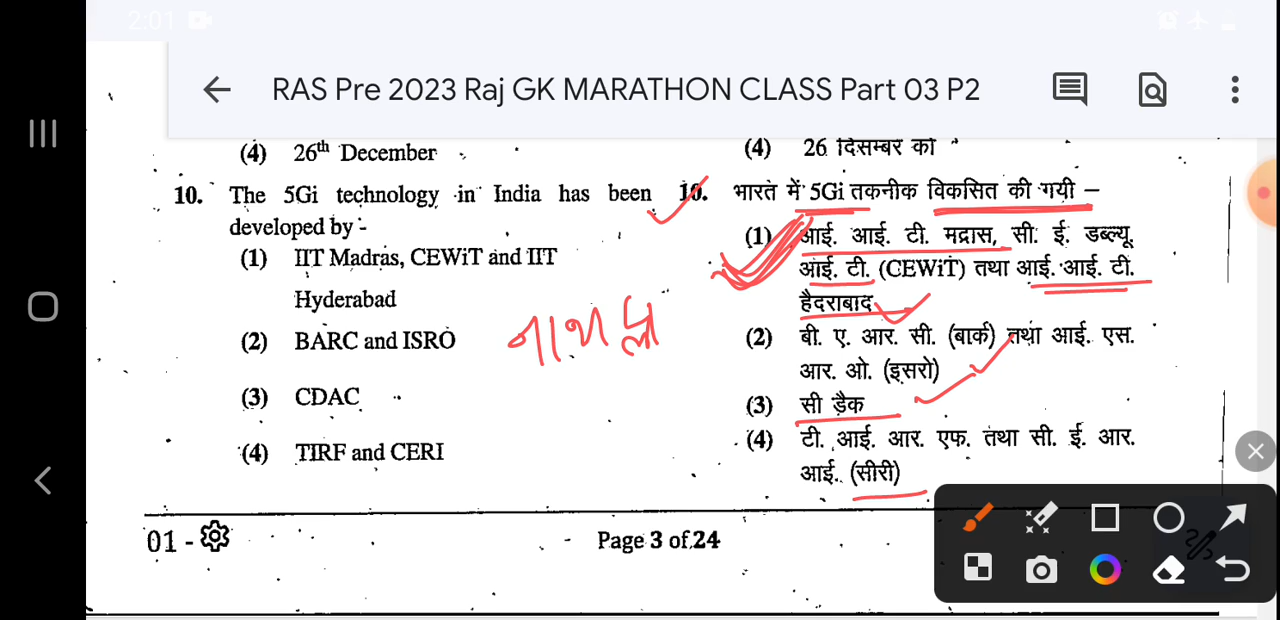 2:01
RAS Pre 2023 Raj GK MARATHON CLASS Part 03 P2
(4) 26th December
10. The 5Gi technology in India has been
developed by :-
(1) IIT Madras, CEWiT and IIT
Hyderabad
(2) BARC and ISRO
(3) CDAC
(4) TIRF and CERI
(4) 26 दिसम्बर को
10. भारत में 5Gi तकनीक विकसित की गयी –
(1) आई. आई. टी. मद्रास, सी. ई. डब्ल्यू.
आई. टी. (CEWiT) तथा आई. आई. टी.
हैदराबाद
(2) बी. ए. आर. सी. (बार्क) तथा आई. एस.
आर. ओ. (इसरो)
(3) सी डैक
(4) टी. आई. आर. एफ. तथा सी. ई. आर.
आई. (सीरी)
01 -
Page 3 of 24